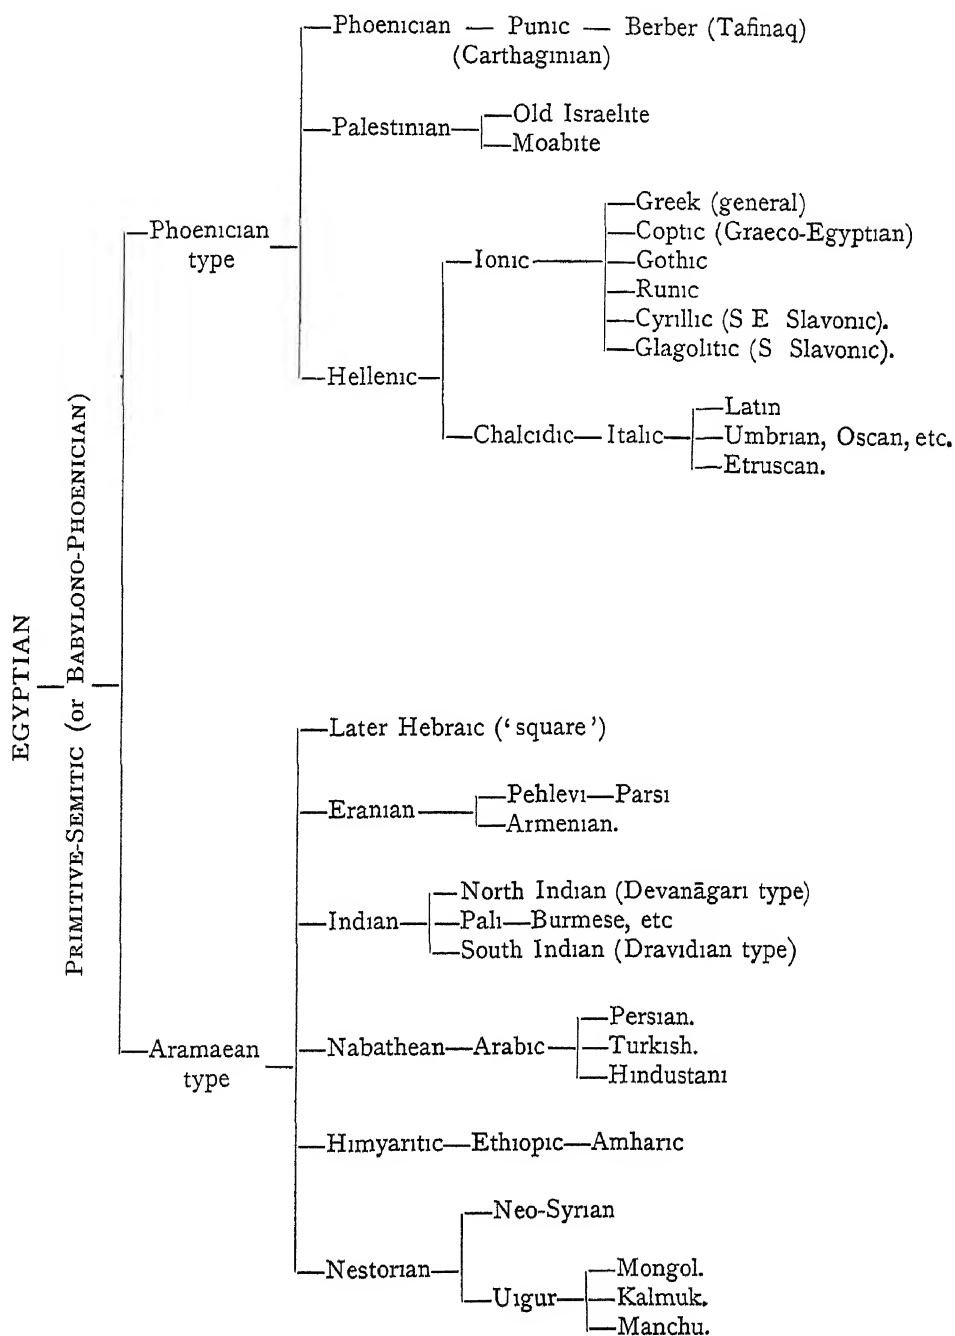 Phoenician — Punic — Berber (Tafinaq)
(Carthaginian)
Palestinian
Old Israelite
Moabite
Phoenician
type
Hellenic
Ionic
Greek (general)
Coptic (Graeco-Egyptian)
Gothic
Runic
Cyrillic (S E Slavonic).
Glagolitic (S Slavonic).
Chalcidic—Italic
Latin
Umbrian, Oscan, etc.
Etruscan.
EGYPTIAN
PRIMITIVE-SEMITIC (or BABYLONO-PHOENICIAN)
Aramaean
type
Later Hebraic (‘square’)
Eranian
Pehlevi—Parsi
Armenian.
Indian
North Indian (Devanāgari type)
Pali—Burmese, etc
South Indian (Dravidian type)
Nabathean—Arabic
Persian.
Turkish.
Hindustani
Himyaritic—Ethiopic—Amharic
Nestorian
Neo-Syrian
Uigur
Mongol.
Kalmuk.
Manchu.